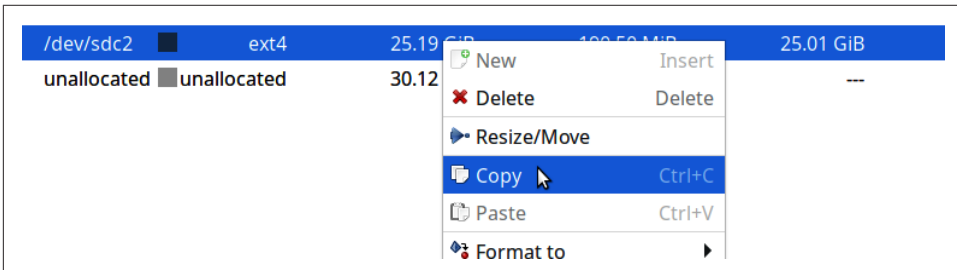 /dev/sdc2 ext4 25.19 GiB 25.01 GiB
New Insert
unallocated unallocated 30.12 ---
Delete Delete
Resize/Move
Copy Ctrl+C
Paste Ctrl+V
Format to